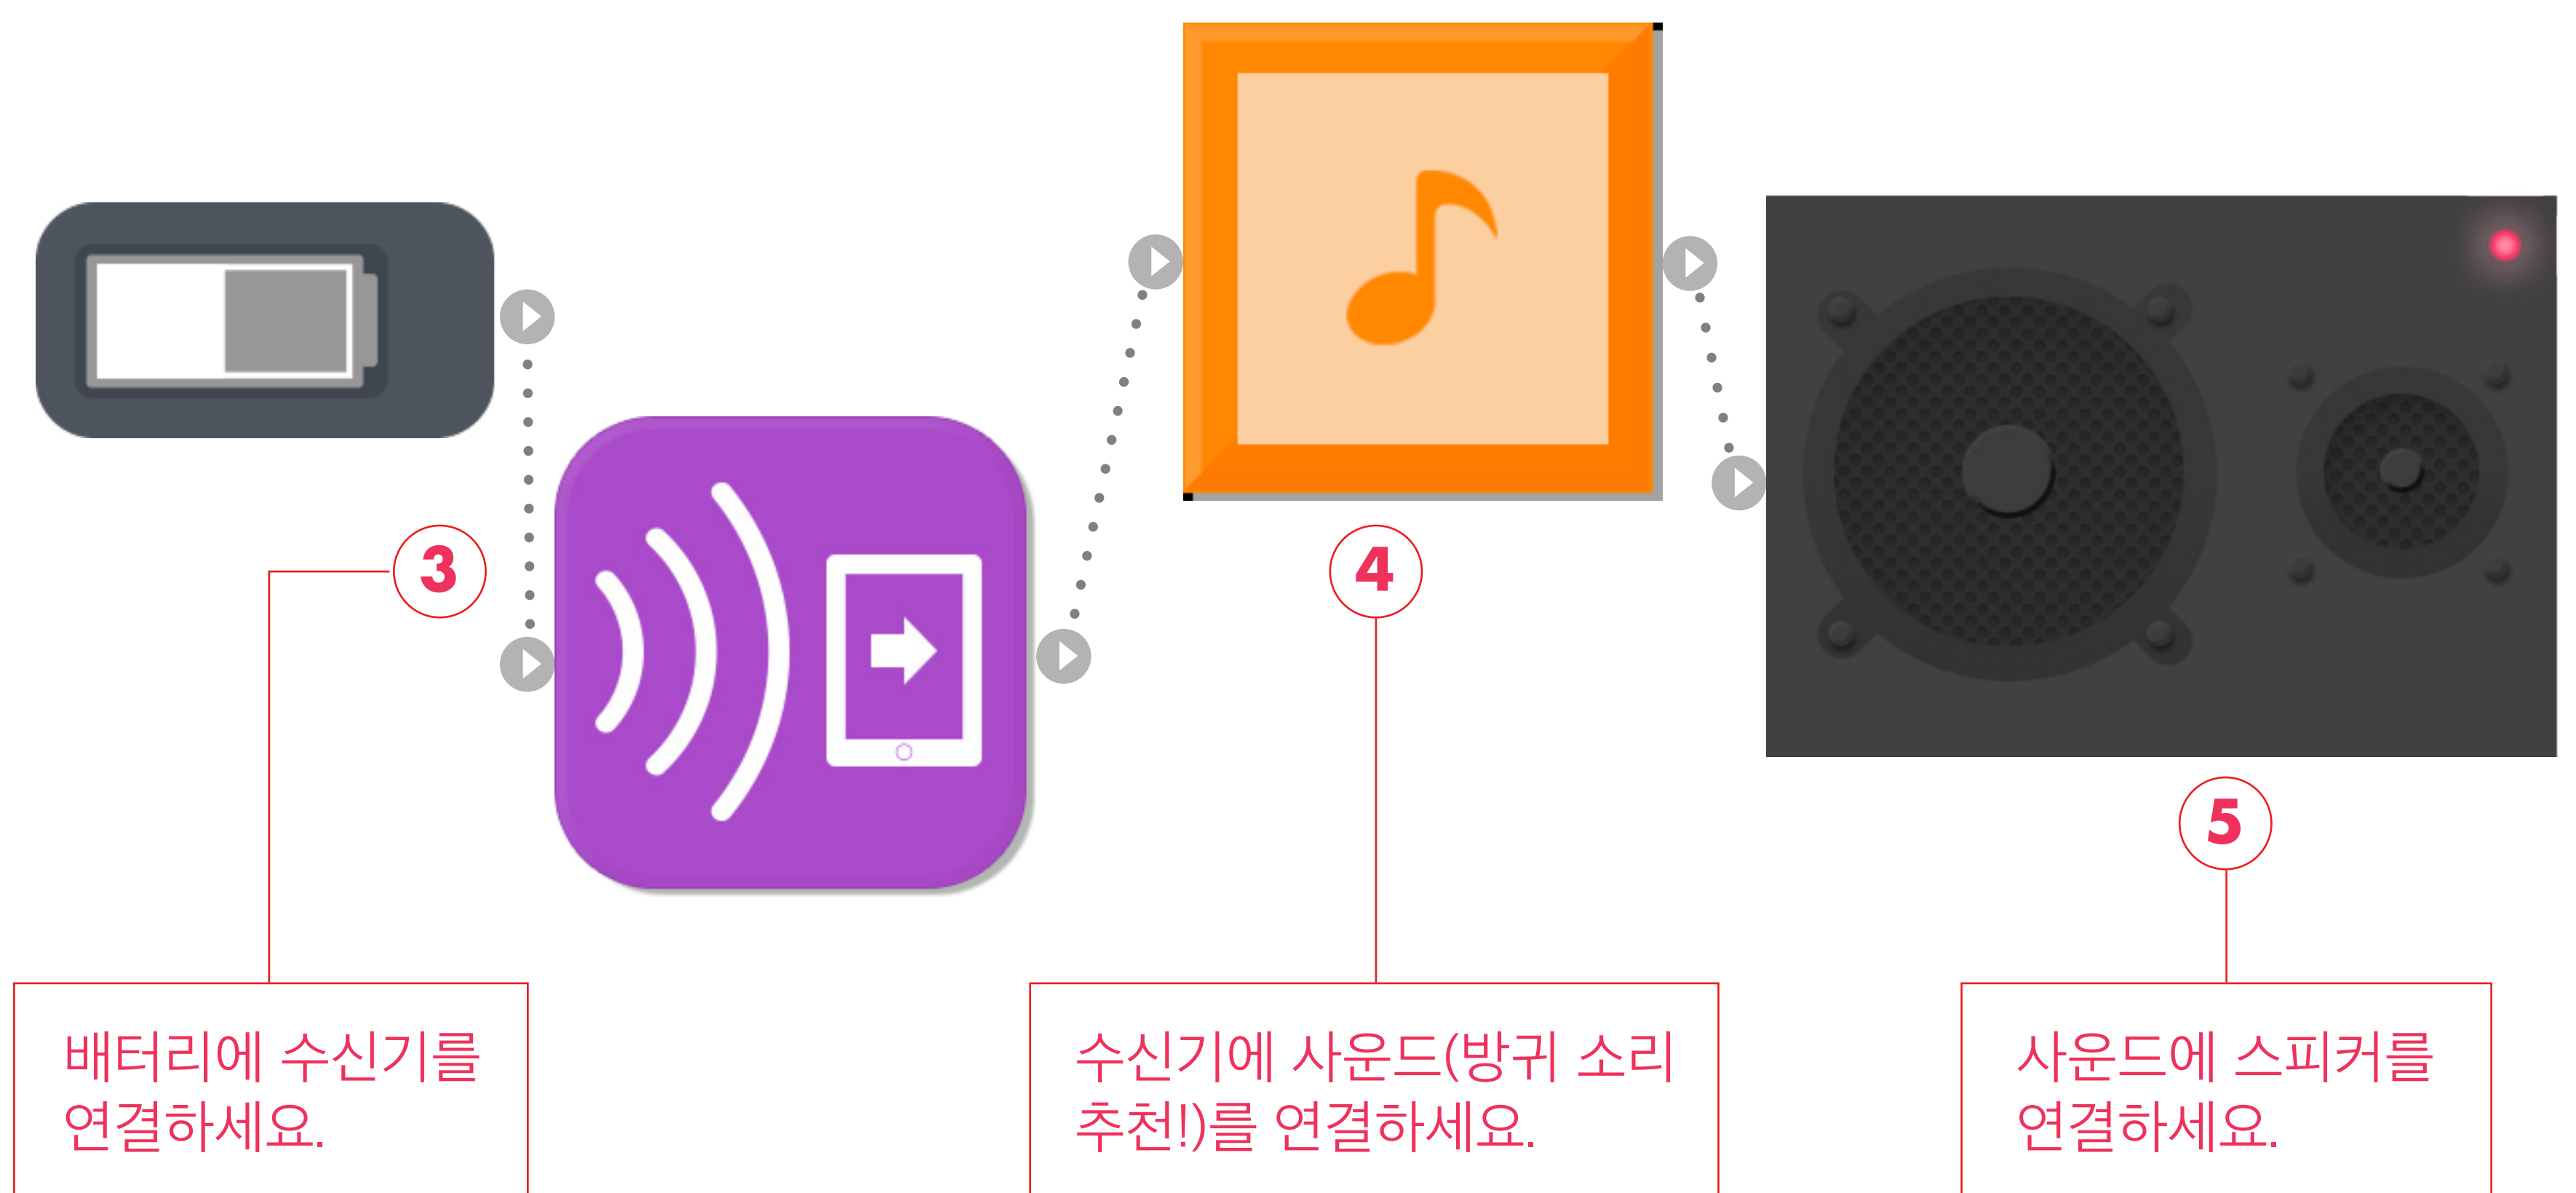 3
4
5
배터리에 수신기를
연결하세요.
수신기에 사운드(방귀 소리
추천!)를 연결하세요.
사운드에 스피커를
연결하세요.